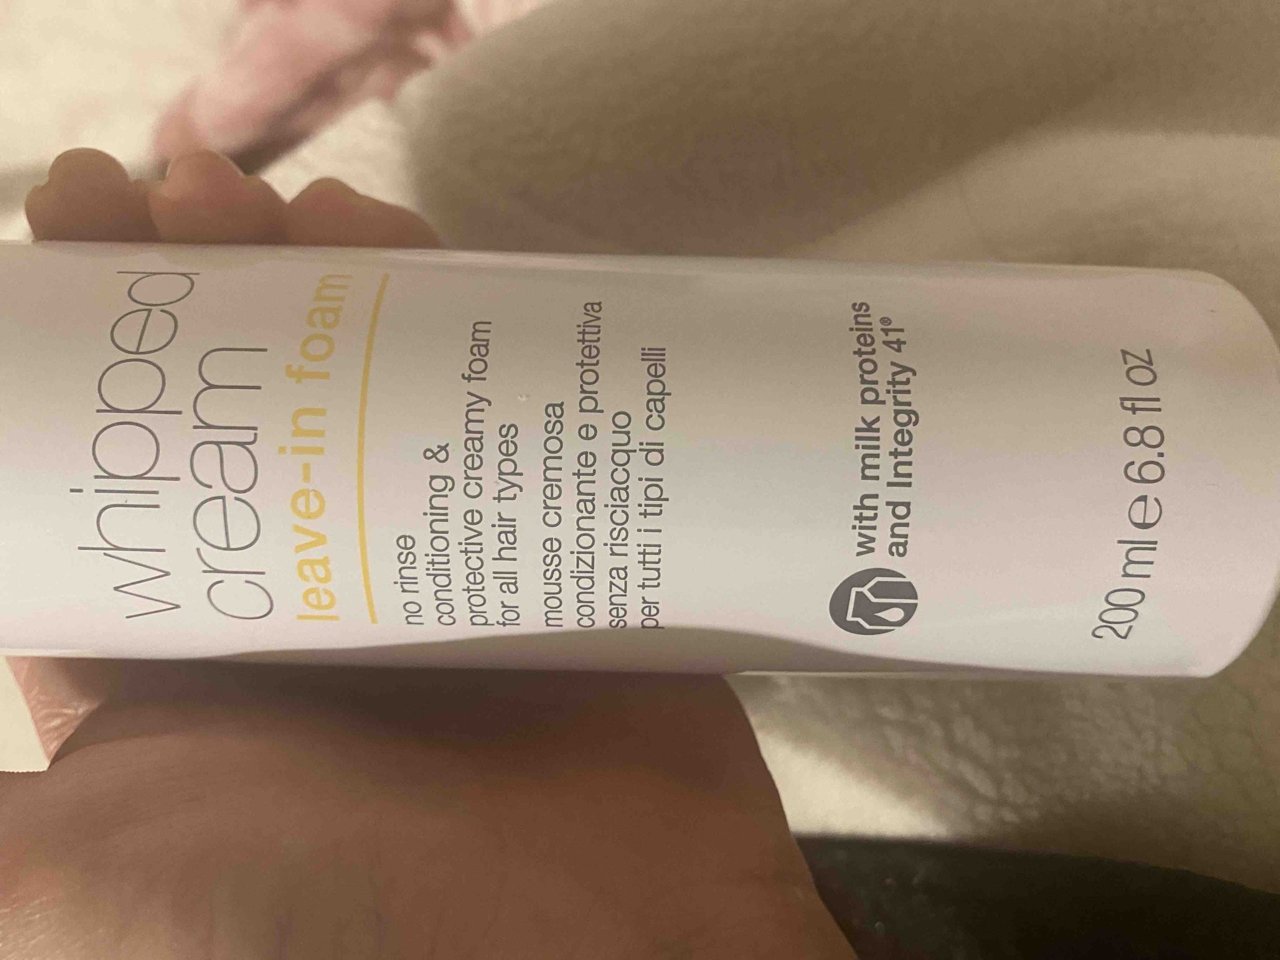 whipped
cream
leave-in foam
no rinse
conditioning &
protective creamy foam
for all hair types
mousse cremosa
condizionante e protettiva
senza risciacquo
per tutti i tipi di capelli
with milk proteins
and Integrity 41®
200 ml e 6.8 fl oz